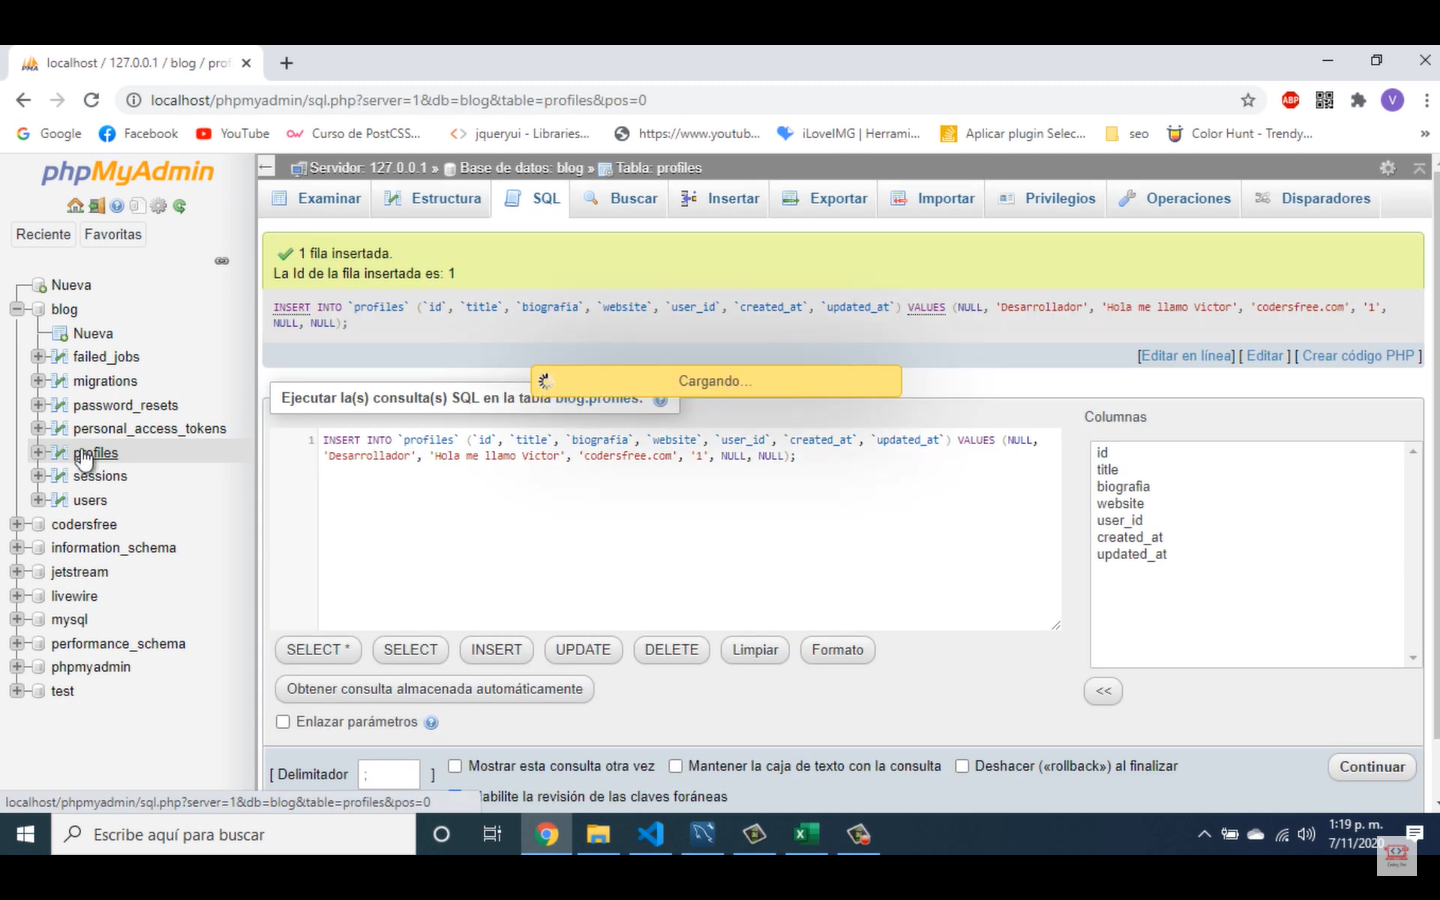 localhost / 127.0.0.1 / blog / prof
localhost/phpmyadmin/sql.php?server=1&db=blog&table=profiles&pos=0
ABP
V
Google
Facebook
YouTube
Curso de PostCSS...
jqueryui - Libraries...
https://www.youtub...
iLoveIMG | Herrami...
Aplicar plugin Selec...
seo
Color Hunt - Trendy...
»
phpMyAdmin
Reciente
Favoritas
Nueva
blog
Nueva
failed_jobs
migrations
password_resets
personal_access_tokens
profiles
sessions
users
codersfree
information_schema
jetstream
livewire
mysql
performance_schema
phpmyadmin
test
Servidor: 127.0.0.1 » Base de datos: blog » Tabla: profiles
Examinar
Estructura
SQL
Buscar
Insertar
Exportar
Importar
Privilegios
Operaciones
Disparadores
1 fila insertada.
La Id de la fila insertada es: 1
INSERT INTO `profiles` (`id`, `title`, `biografia`, `website`, `user_id`, `created_at`, `updated_at`) VALUES (NULL, 'Desarrollador', 'Hola me llamo Victor', 'codersfree.com', '1',
NULL, NULL);
[Editar en línea] [ Editar ] [ Crear código PHP ]
Cargando...
Ejecutar la(s) consulta(s) SQL en la tabla blog.profiles:
1 INSERT INTO `profiles` (`id`, `title`, `biografia`, `website`, `user_id`, `created_at`, `updated_at`) VALUES (NULL,
'Desarrollador', 'Hola me llamo Victor', 'codersfree.com', '1', NULL, NULL);
Columnas
id
title
biografia
website
user_id
created_at
updated_at
SELECT *
SELECT
INSERT
UPDATE
DELETE
Limpiar
Formato
Obtener consulta almacenada automáticamente
<<
Enlazar parámetros
[ Delimitador ; ]
Mostrar esta consulta otra vez
Mantener la caja de texto con la consulta
Deshacer («rollback») al finalizar
Continuar
localhost/phpmyadmin/sql.php?server=1&db=blog&table=profiles&pos=0
abilite la revisión de las claves foráneas
Escribe aquí para buscar
1:19 p. m.
7/11/2020